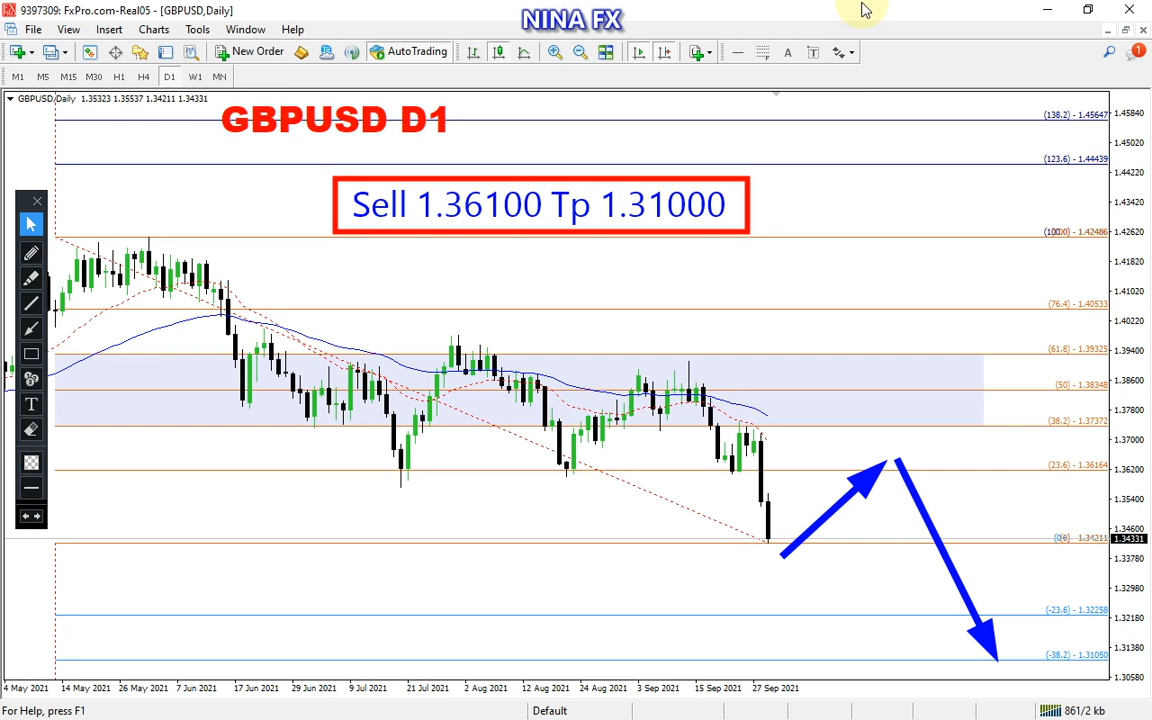 9397309: FxPro.com-Real05 - [GBPUSD,Daily]
NINA FX
File View Insert Charts Tools Window Help
New Order AutoTrading
1
M1 M5 M15 M30 H1 H4 D1 W1 MN
GBPUSD,Daily 1.35323 1.35537 1.34211 1.34331
GBPUSD D1
Sell 1.36100 Tp 1.31000
(138.2) - 1.45647
(123.6) - 1.44439
(76.4) - 1.40533
(61.8) - 1.39325
(50) - 1.38348
(38.2) - 1.37372
(23.6) - 1.36164
(-23.6) - 1.32258
(-38.2) - 1.31050
1.45840
1.45020
1.44220
1.43420
1.42620
1.41820
1.41020
1.40220
1.39400
1.38600
1.37800
1.37000
1.36200
1.35400
1.34600
1.34331
1.33780
1.32980
1.32180
1.31380
1.30580
4 May 2021 14 May 2021 26 May 2021 7 Jun 2021 17 Jun 2021 29 Jun 2021 9 Jul 2021 21 Jul 2021 2 Aug 2021 12 Aug 2021 24 Aug 2021 3 Sep 2021 15 Sep 2021 27 Sep 2021
For Help, press F1 Default 861/2 kb